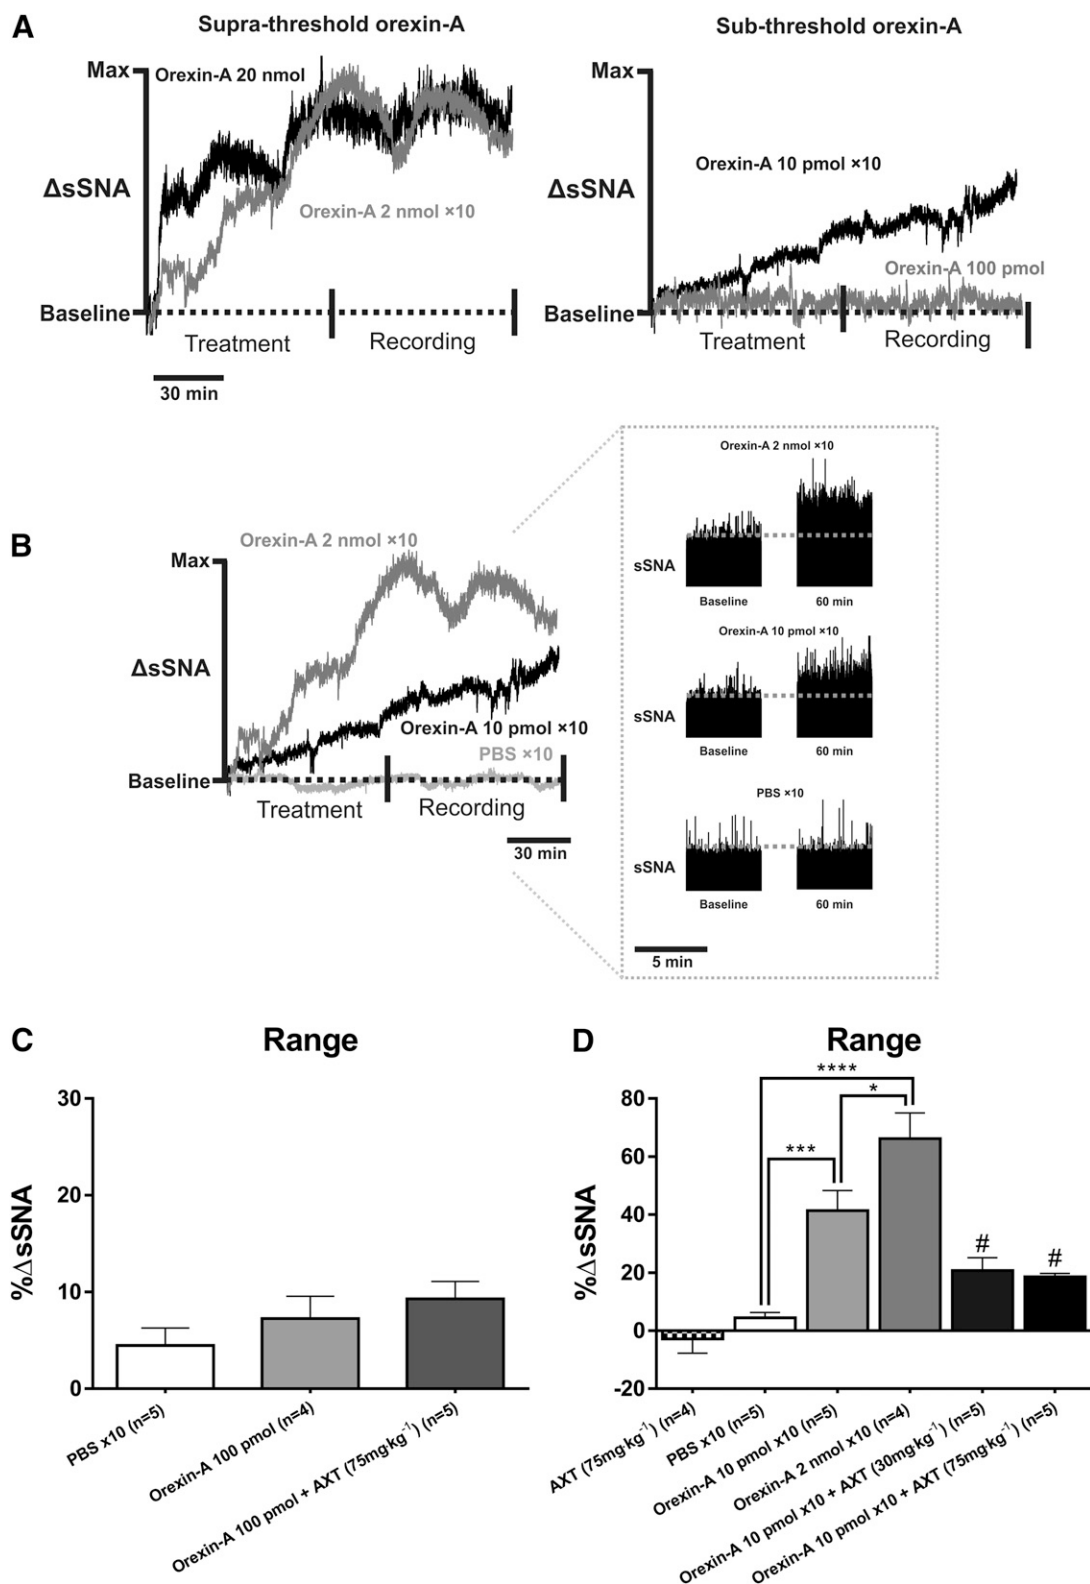 A
Supra-threshold orexin-A
Sub-threshold orexin-A
Max
Orexin-A 20 nmol
ΔsSNA
Orexin-A 2 nmol ×10
Baseline
Treatment
Recording
30 min
Max
Orexin-A 10 pmol ×10
ΔsSNA
Orexin-A 100 pmol
Baseline
Treatment
Recording
B
Orexin-A 2 nmol ×10
Max
ΔsSNA
Orexin-A 10 pmol ×10
PBS ×10
Baseline
Treatment
Recording
30 min
Orexin-A 2 nmol ×10
sSNA
Baseline
60 min
Orexin-A 10 pmol ×10
sSNA
Baseline
60 min
PBS ×10
sSNA
Baseline
60 min
5 min
C
Range
%ΔsSNA
30
20
10
0
PBS x10 (n=5)
Orexin-A 100 pmol (n=4)
Orexin-A 100 pmol + AXT (75mg·kg⁻¹) (n=5)
D
Range
%ΔsSNA
80
60
40
20
0
-20
****
*
***
#
#
AXT (75mg·kg⁻¹) (n=4)
PBS x10 (n=5)
Orexin-A 10 pmol x10 (n=5)
Orexin-A 2 nmol x10 (n=4)
Orexin-A 10 pmol x10 + AXT (30mg·kg⁻¹) (n=5)
Orexin-A 10 pmol x10 + AXT (75mg·kg⁻¹) (n=5)